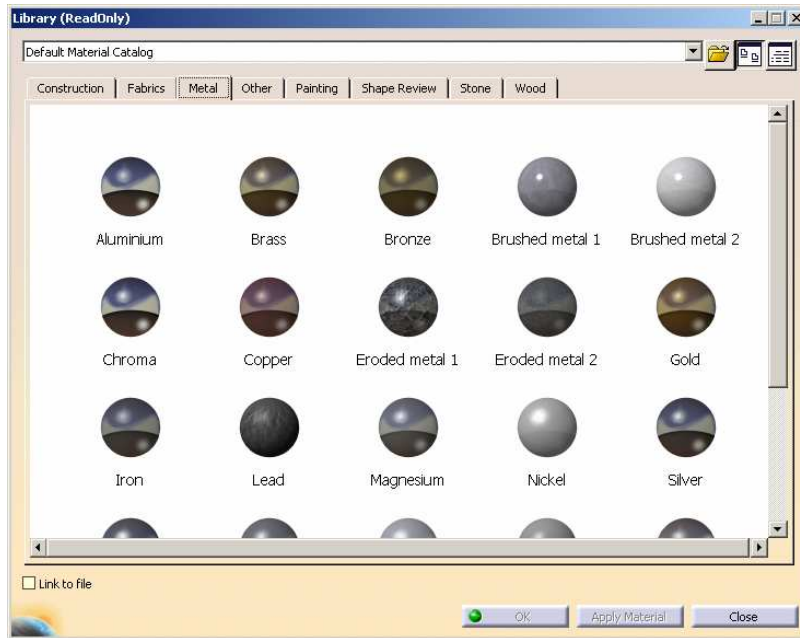 Library (ReadOnly)
Default Material Catalog
Construction Fabrics Metal Other Painting Shape Review Stone Wood
Aluminium Brass Bronze Brushed metal 1 Brushed metal 2
Chroma Copper Eroded metal 1 Eroded metal 2 Gold
Iron Lead Magnesium Nickel Silver
Link to file
OK Apply Material Close